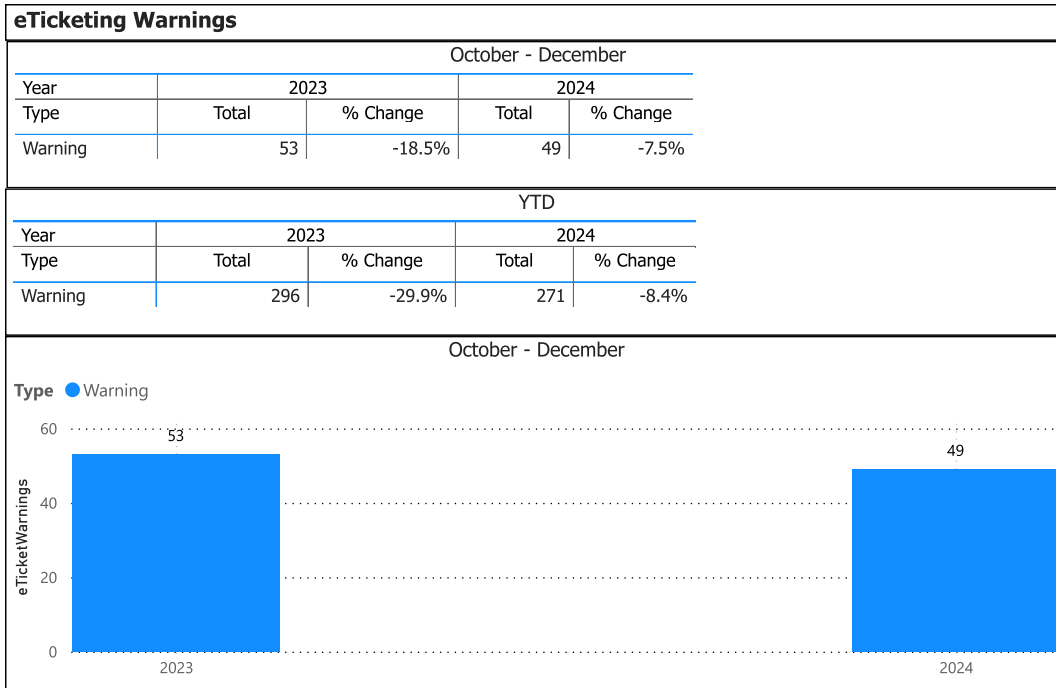 eTicketing Warnings
October - December
Year 2023 2024
Type Total % Change Total % Change
Warning 53 -18.5% 49 -7.5%
YTD
Year 2023 2024
Type Total % Change Total % Change
Warning 296 -29.9% 271 -8.4%
October - December
Type Warning
60
53
49
40
eTicketWarnings
20
0
2023 2024